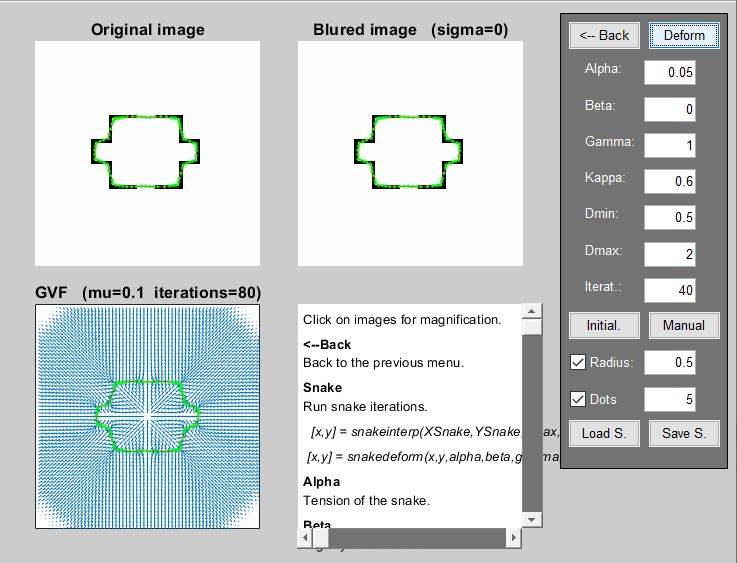 Original image
Blured image (sigma=0)
<-- Back
Deform
Alpha:
0.05
Beta:
0
Gamma:
1
Kappa:
0.6
Dmin:
0.5
Dmax:
2
Iterat.:
40
Initial.
Manual
Radius:
0.5
Dots
5
Load S.
Save S.
GVF (mu=0.1 iterations=80)
Click on images for magnification.
<--Back
Back to the previous menu.
Snake
Run snake iterations.
[x,y] = snakeinterp(XSnake,YSnake,
[x,y] = snakedeform(x,y,alpha,beta,g
Alpha
Tension of the snake.
Beta